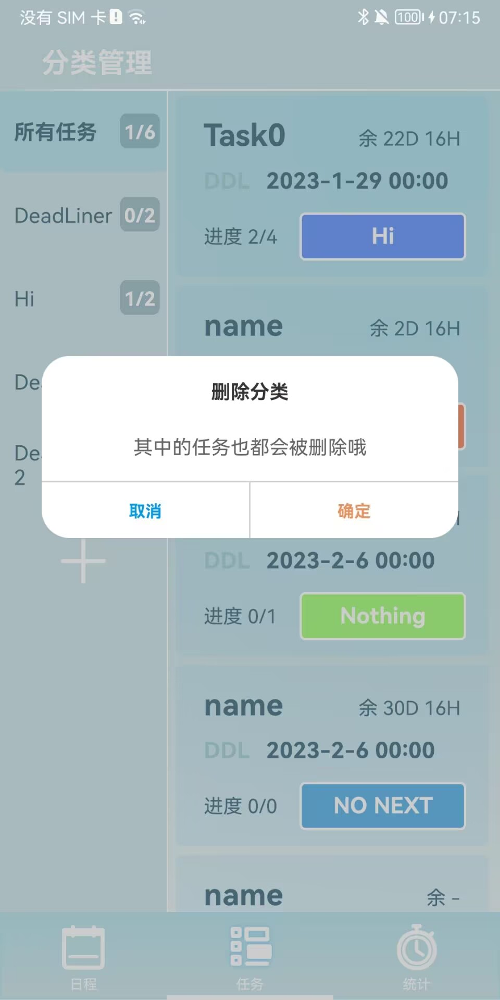 没有 SIM 卡 100 07:15
分类管理
所有任务 1/6
DeadLiner 0/2
Hi 1/2
De
De
2
Task0 余 22D 16H
DDL 2023-1-29 00:00
进度 2/4 Hi
name 余 2D 16H
删除分类
其中的任务也都会被删除哦
取消 确定
DDL 2023-2-6 00:00
进度 0/1 Nothing
name 余 30D 16H
DDL 2023-2-6 00:00
进度 0/0 NO NEXT
name 余 -
日程 任务 统计